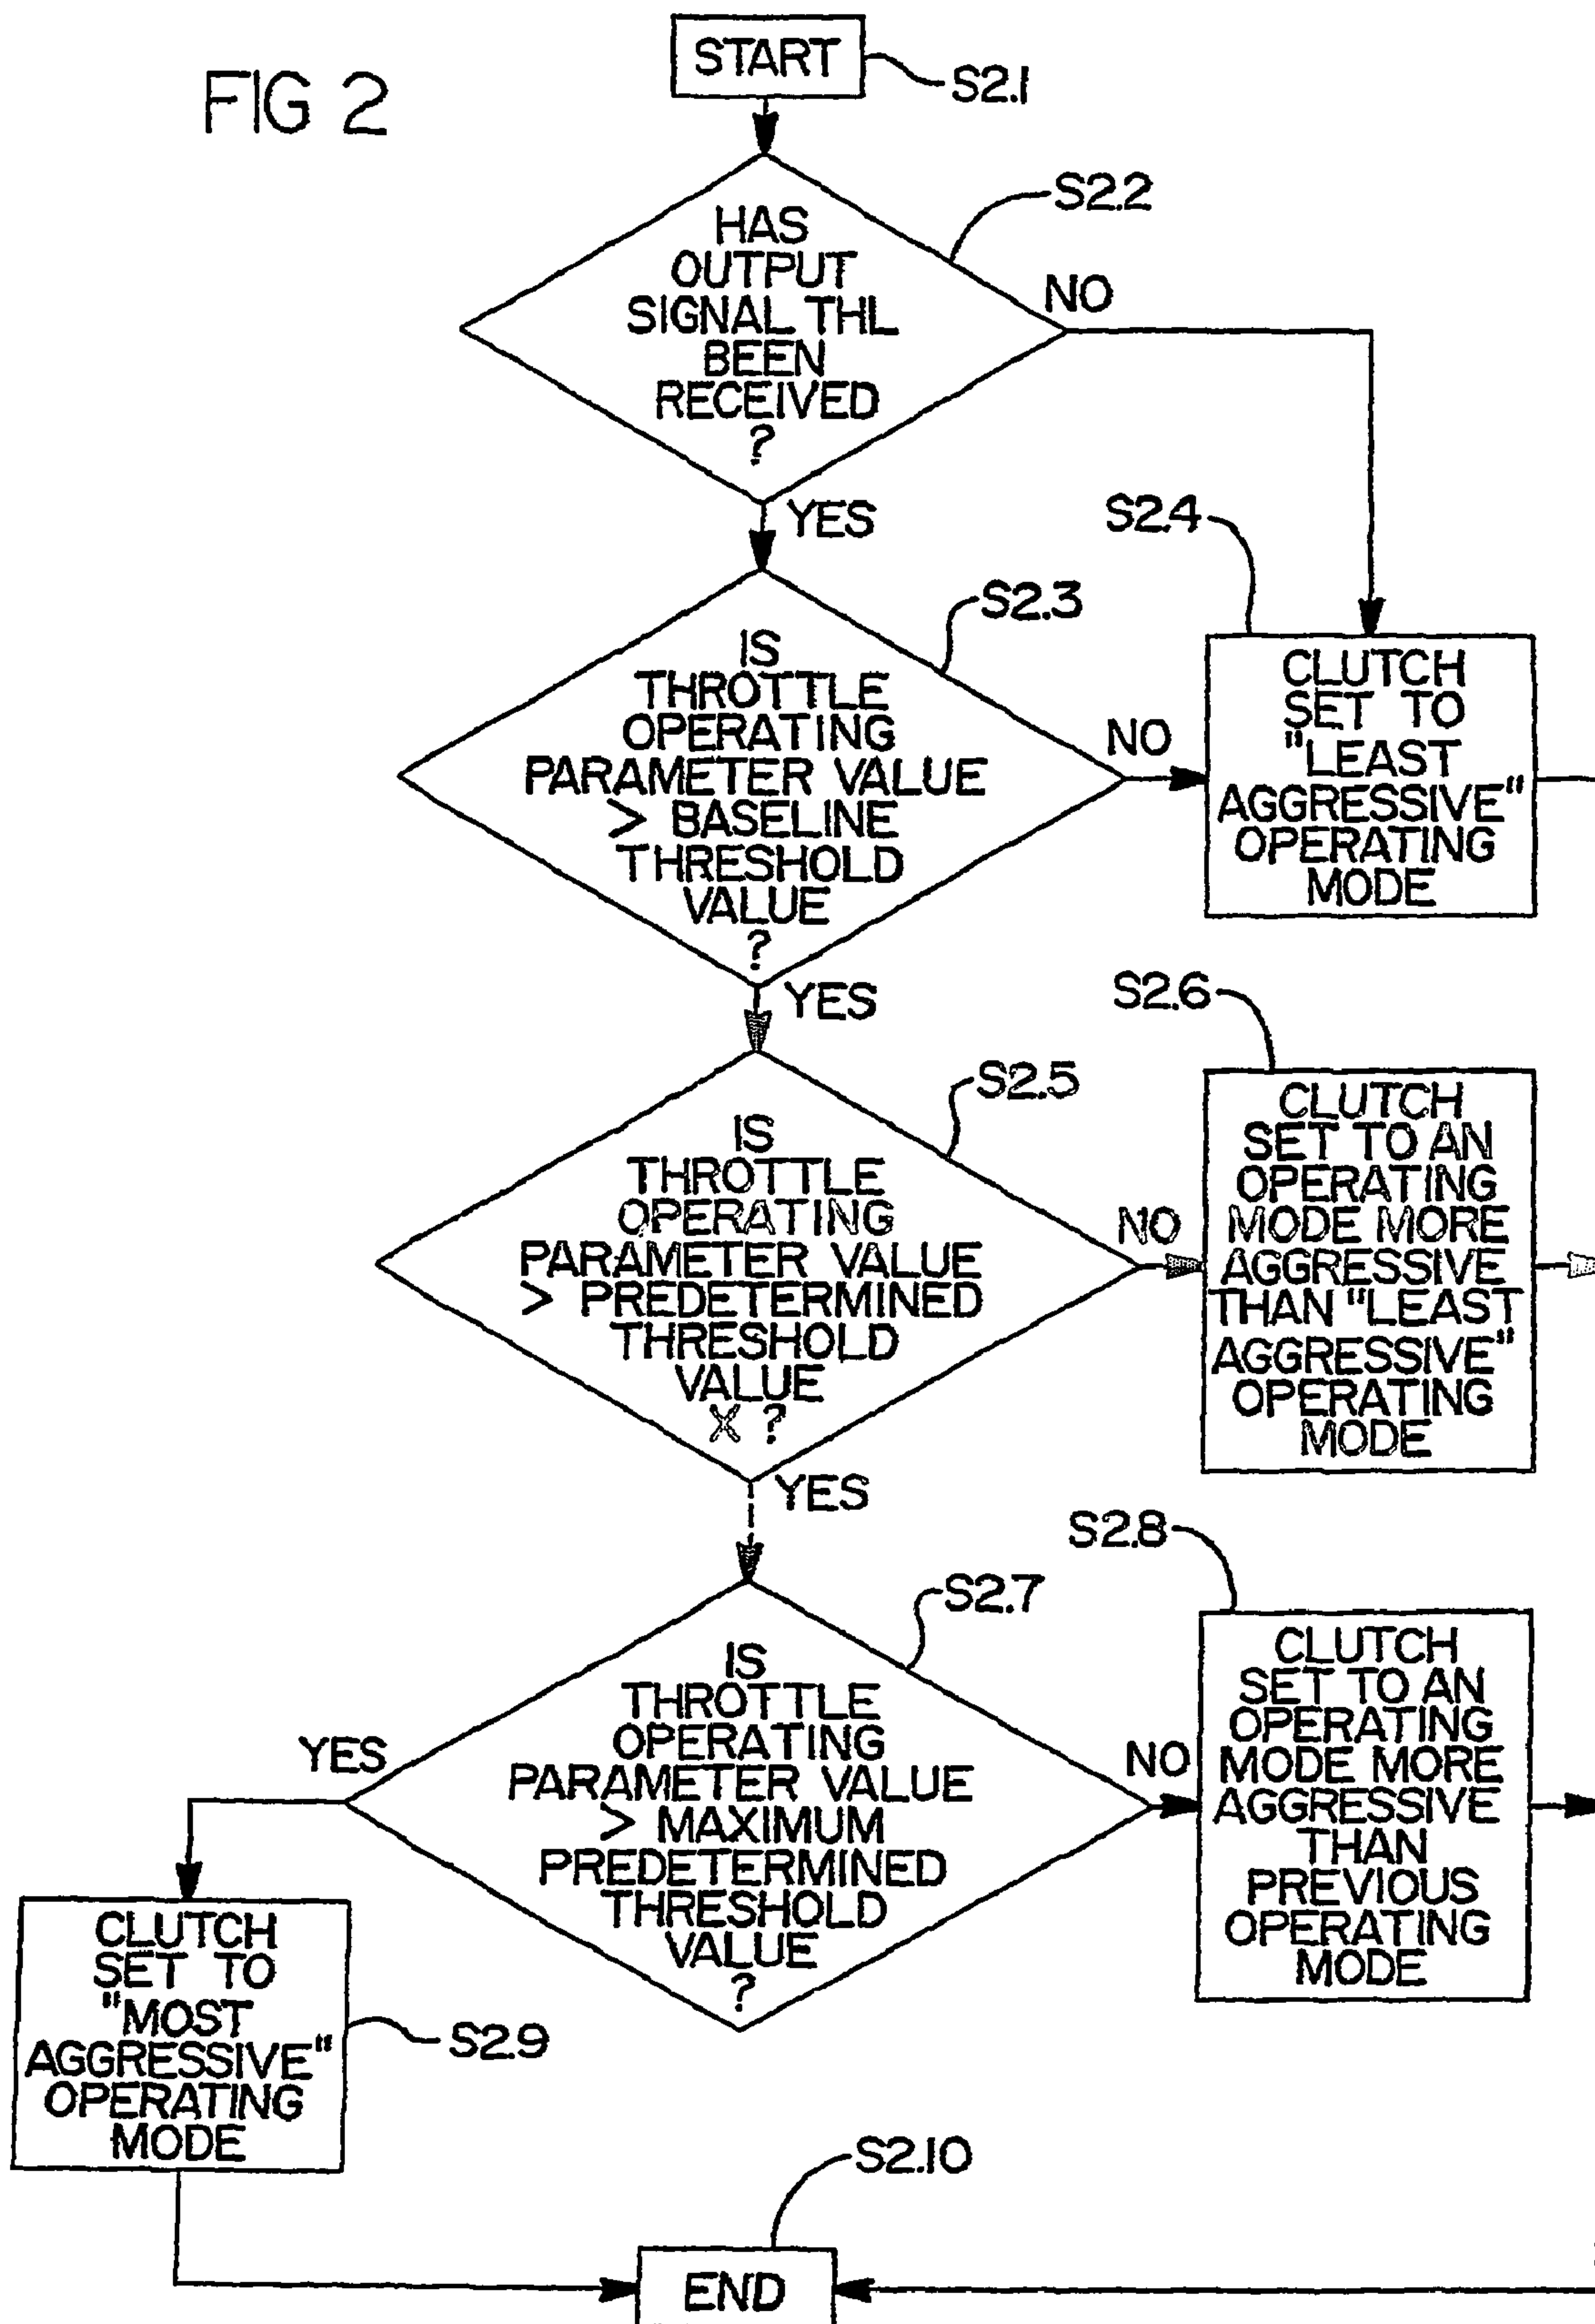 FIG 2
START
S2.1
S2.2
HAS
OUTPUT
SIGNAL THL
BEEN
RECEIVED
?
NO
YES
S2.3
IS
THROTTLE
OPERATING
PARAMETER VALUE
> BASELINE
THRESHOLD
VALUE
?
NO
S2.4
CLUTCH
SET TO
"LEAST
AGGRESSIVE"
OPERATING
MODE
YES
S2.5
IS
THROTTLE
OPERATING
PARAMETER VALUE
> PREDETERMINED
THRESHOLD
VALUE
X ?
NO
S2.6
CLUTCH
SET TO AN
OPERATING
MODE MORE
AGGRESSIVE
THAN "LEAST
AGGRESSIVE"
OPERATING
MODE
YES
S2.7
IS
THROTTLE
OPERATING
PARAMETER VALUE
> MAXIMUM
PREDETERMINED
THRESHOLD
VALUE
?
NO
S2.8
CLUTCH
SET TO AN
OPERATING
MODE MORE
AGGRESSIVE
THAN
PREVIOUS
OPERATING
MODE
YES
CLUTCH
SET TO
"MOST
AGGRESSIVE"
OPERATING
MODE
S2.9
S2.10
END